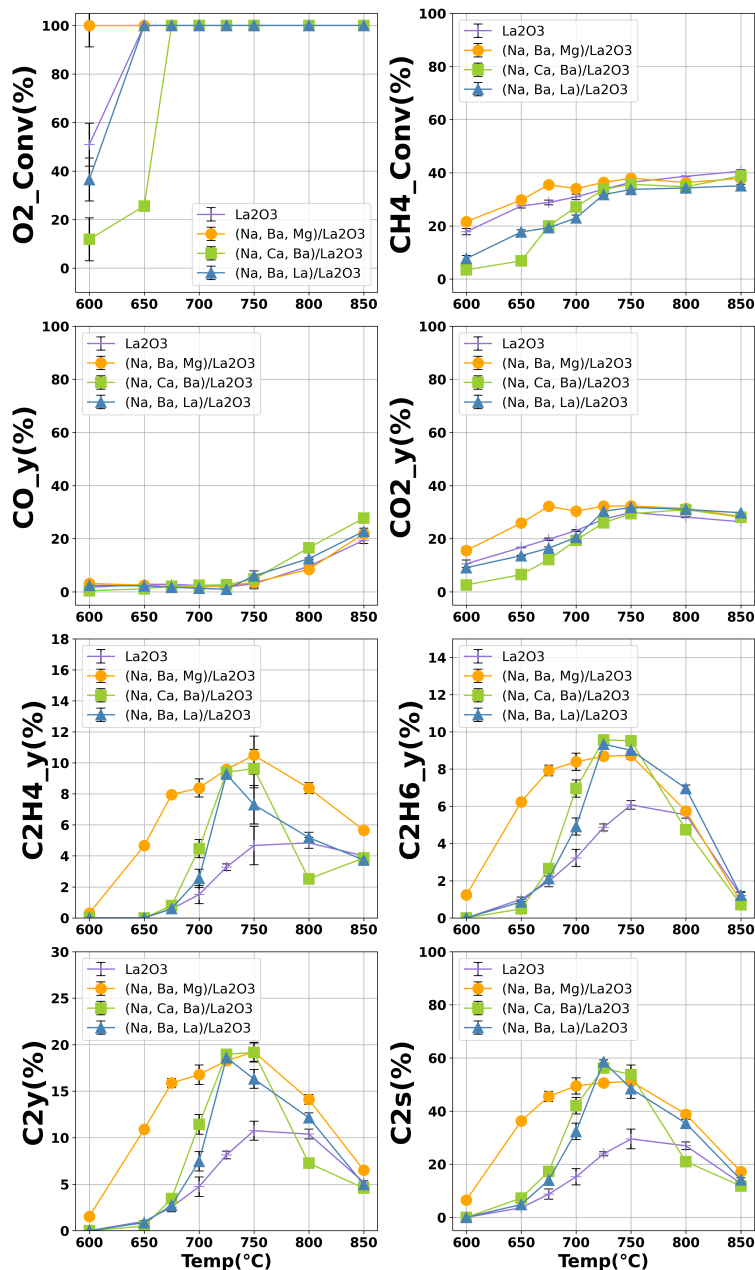 O2_Conv(%)
100
80
60
40
20
0
600 650 700 750 800 850
La2O3
(Na, Ba, Mg)/La2O3
(Na, Ca, Ba)/La2O3
(Na, Ba, La)/La2O3
CH4_Conv(%)
100
80
60
40
20
0
600 650 700 750 800 850
La2O3
(Na, Ba, Mg)/La2O3
(Na, Ca, Ba)/La2O3
(Na, Ba, La)/La2O3
CO_y(%)
100
80
60
40
20
0
600 650 700 750 800 850
La2O3
(Na, Ba, Mg)/La2O3
(Na, Ca, Ba)/La2O3
(Na, Ba, La)/La2O3
CO2_y(%)
100
80
60
40
20
0
600 650 700 750 800 850
La2O3
(Na, Ba, Mg)/La2O3
(Na, Ca, Ba)/La2O3
(Na, Ba, La)/La2O3
C2H4_y(%)
18
16
14
12
10
8
6
4
2
0
600 650 700 750 800 850
La2O3
(Na, Ba, Mg)/La2O3
(Na, Ca, Ba)/La2O3
(Na, Ba, La)/La2O3
C2H6_y(%)
14
12
10
8
6
4
2
0
600 650 700 750 800 850
La2O3
(Na, Ba, Mg)/La2O3
(Na, Ca, Ba)/La2O3
(Na, Ba, La)/La2O3
C2y(%)
30
25
20
15
10
5
0
600 650 700 750 800 850
Temp(℃)
La2O3
(Na, Ba, Mg)/La2O3
(Na, Ca, Ba)/La2O3
(Na, Ba, La)/La2O3
C2s(%)
100
80
60
40
20
0
600 650 700 750 800 850
Temp(℃)
La2O3
(Na, Ba, Mg)/La2O3
(Na, Ca, Ba)/La2O3
(Na, Ba, La)/La2O3